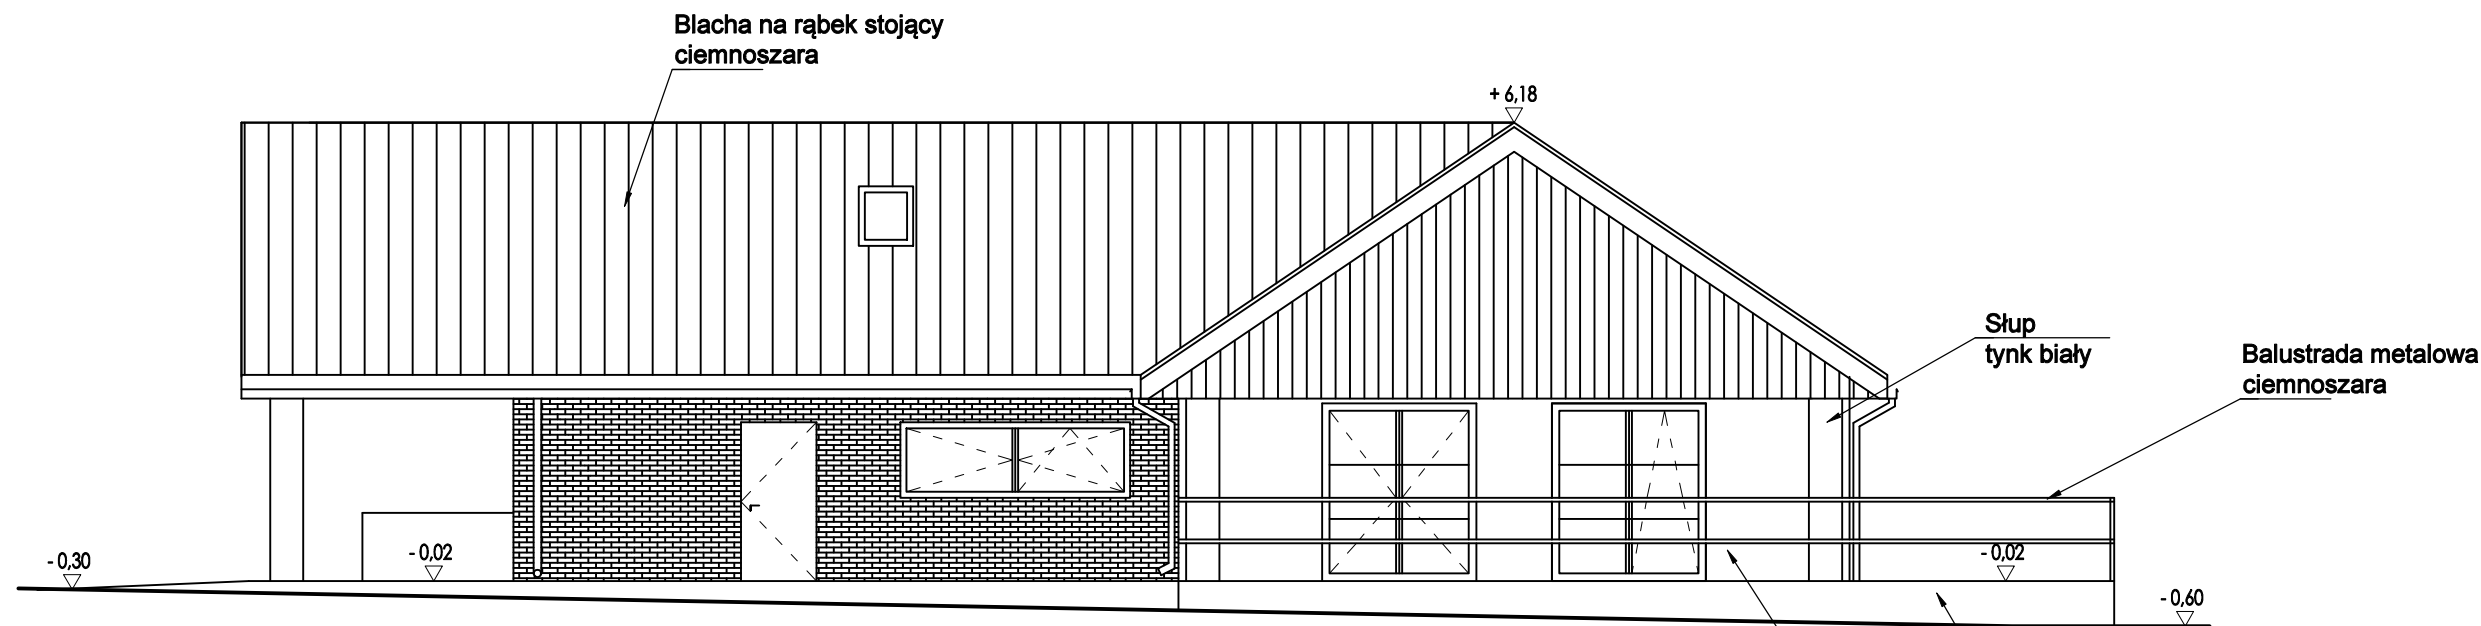 Blacha na rąbek stojący
ciemnoszara
+ 6,18
Słup
tynk biały
Balustrada metalowa
ciemnoszara
- 0,30
- 0,02
- 0,02
- 0,60